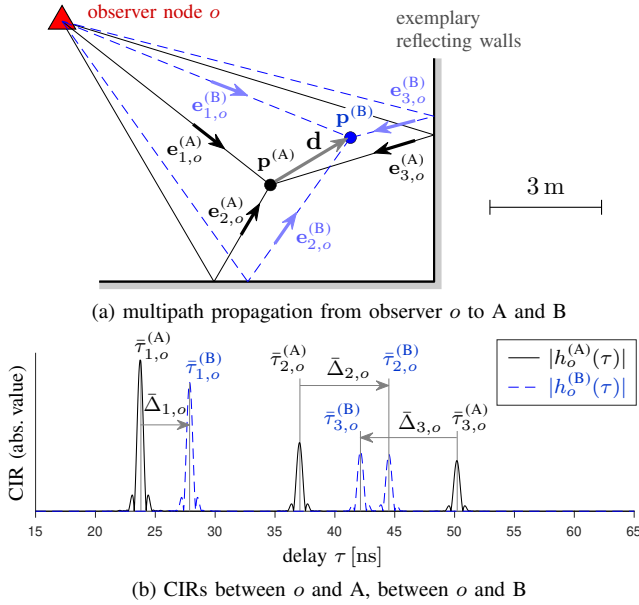 observer node o
exemplary
reflecting walls
e_{3,o}^{(B)}
e_{1,o}^{(B)}
p^{(B)}
e_{1,o}^{(A)}
p^{(A)}
d
e_{3,o}^{(A)}
3 m
e_{2,o}^{(A)}
e_{2,o}^{(B)}
(a) multipath propagation from observer o to A and B
CIR (abs. value)
τ̄_{1,o}^{(A)}
τ̄_{1,o}^{(B)}
τ̄_{2,o}^{(A)}
τ̄_{2,o}^{(B)}
|h_o^{(A)}(τ)|
|h_o^{(B)}(τ)|
Δ̄_{1,o}
Δ̄_{2,o}
τ̄_{3,o}^{(B)}
Δ̄_{3,o}
τ̄_{3,o}^{(A)}
15 20 25 30 35 40 45 50 55 60 65
delay τ [ns]
(b) CIRs between o and A, between o and B